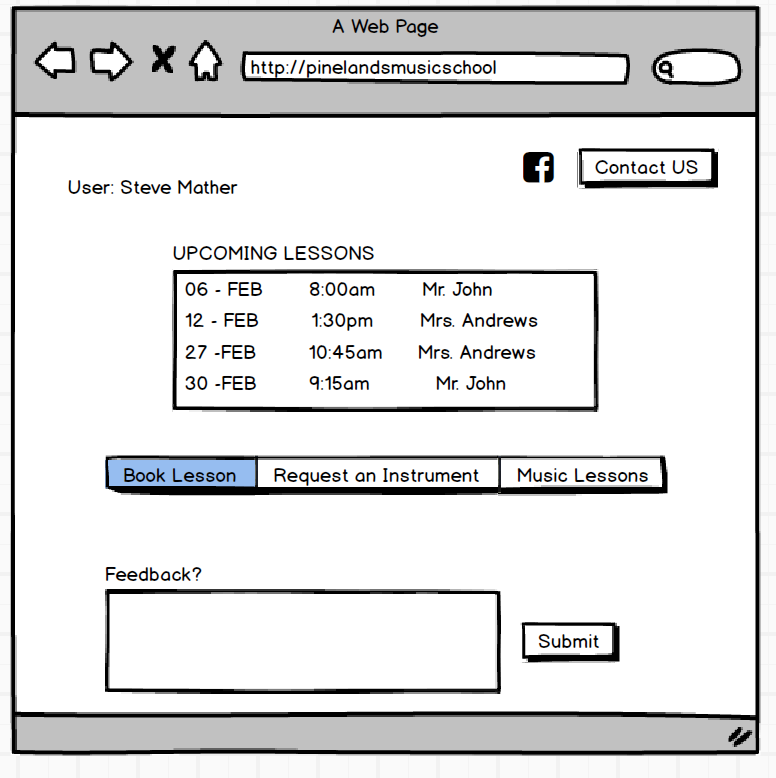 A Web Page
http://pinelandsmusicschool
Contact US
User: Steve Mather
UPCOMING LESSONS
06 - FEB 8:00am Mr. John
12 - FEB 1:30pm Mrs. Andrews
27 -FEB 10:45am Mrs. Andrews
30 -FEB 9:15am Mr. John
Book Lesson Request an Instrument Music Lessons
Feedback?
Submit